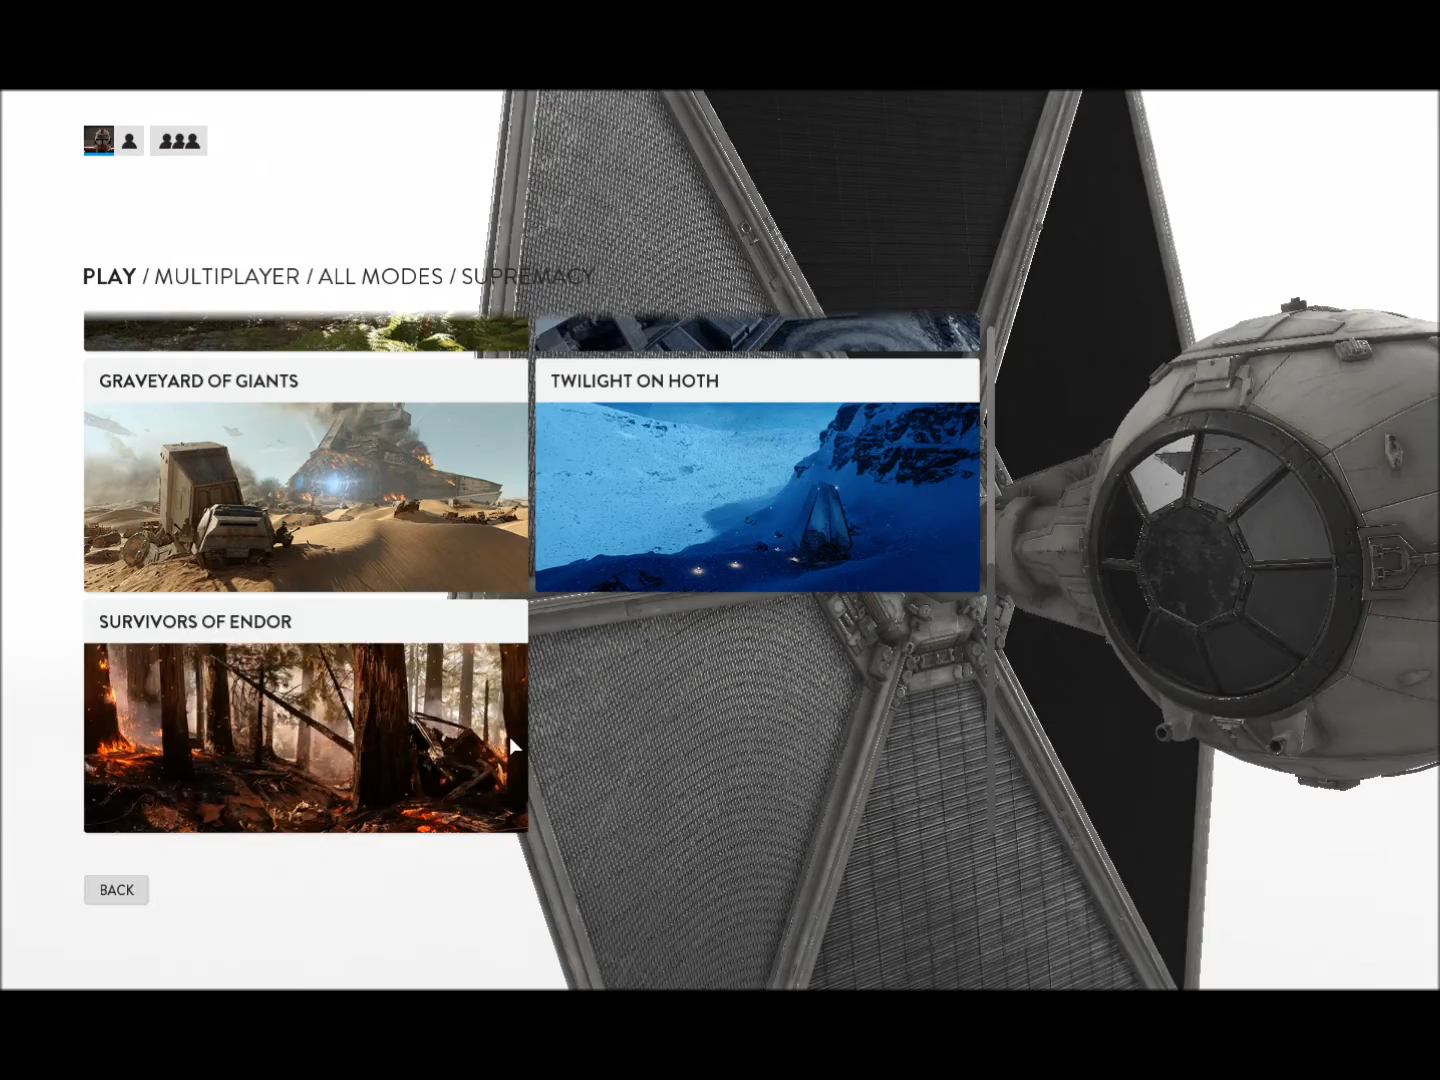 PLAY / MULTIPLAYER / ALL MODES / SUPREMACY
GRAVEYARD OF GIANTS
TWILIGHT ON HOTH
SURVIVORS OF ENDOR
BACK